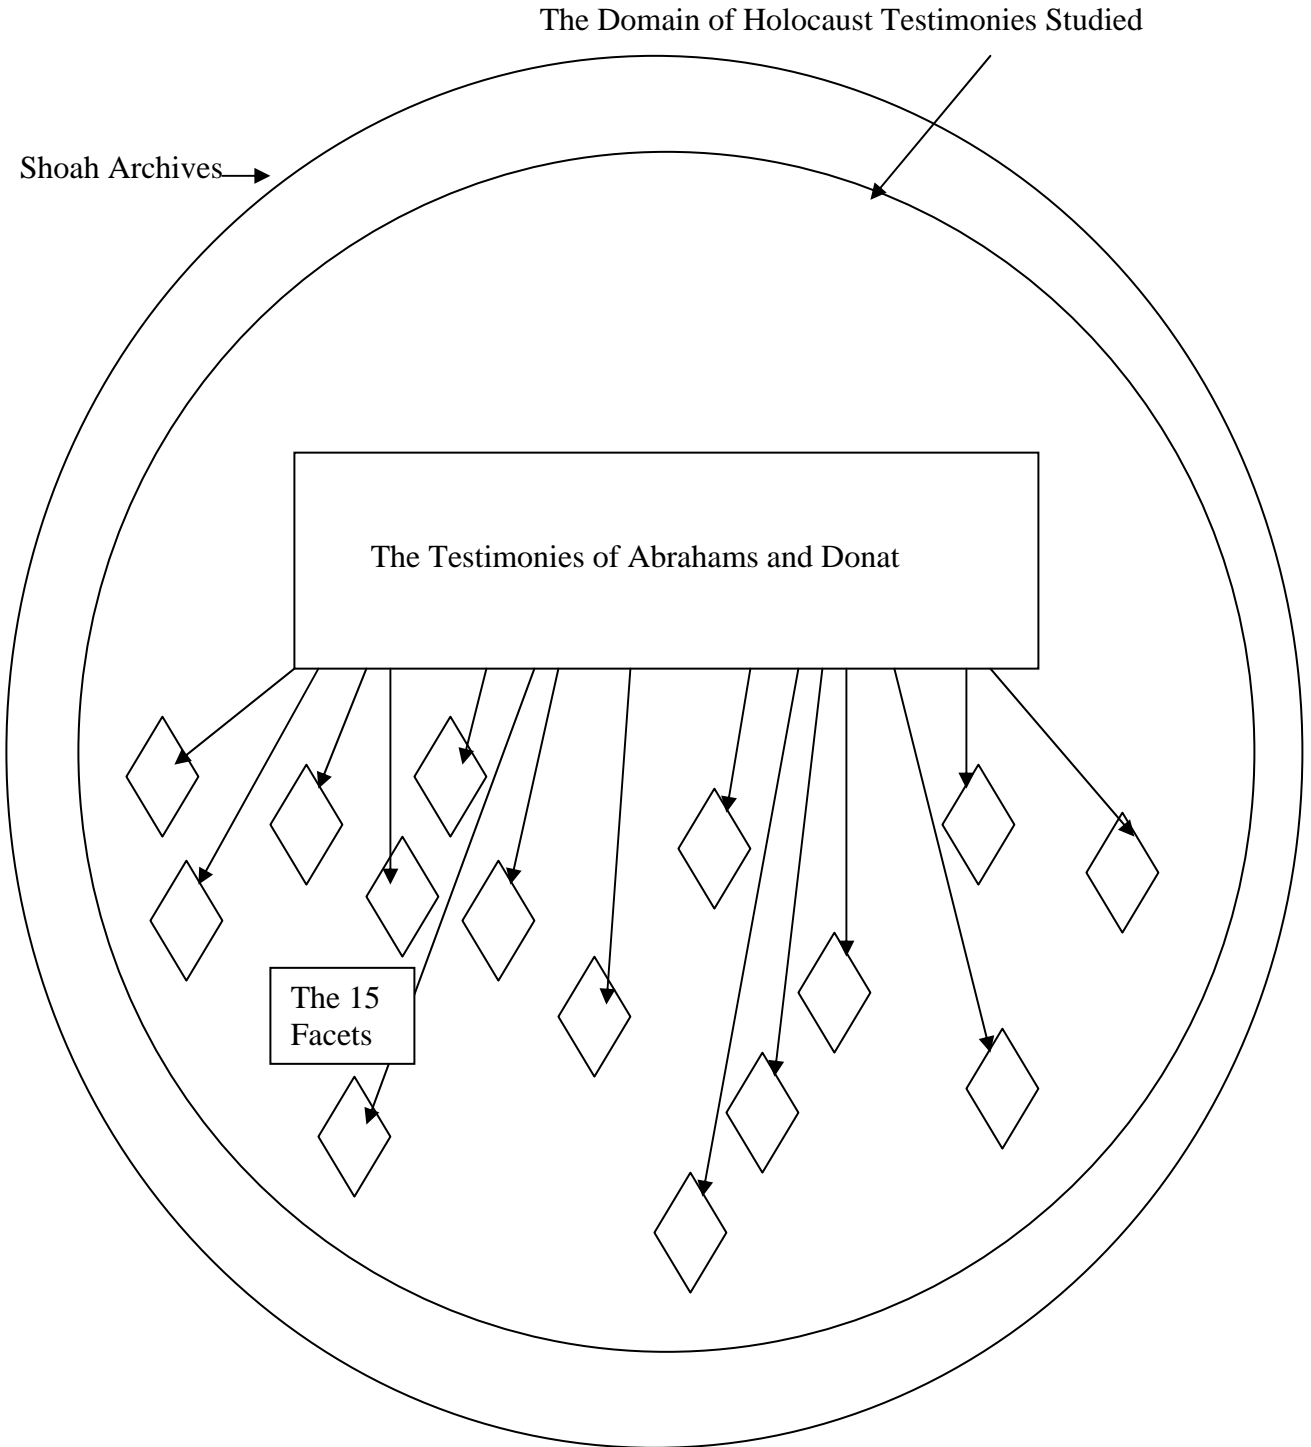 The Domain of Holocaust Testimonies Studied
Shoah Archives
The Testimonies of Abrahams and Donat
The 15
Facets